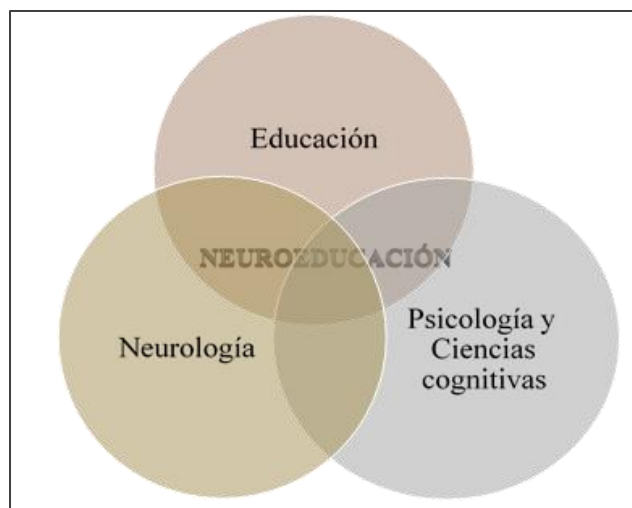 Educación
NEUROEDUCACIÓN
Neurología
Psicología y
Ciencias
cognitivas